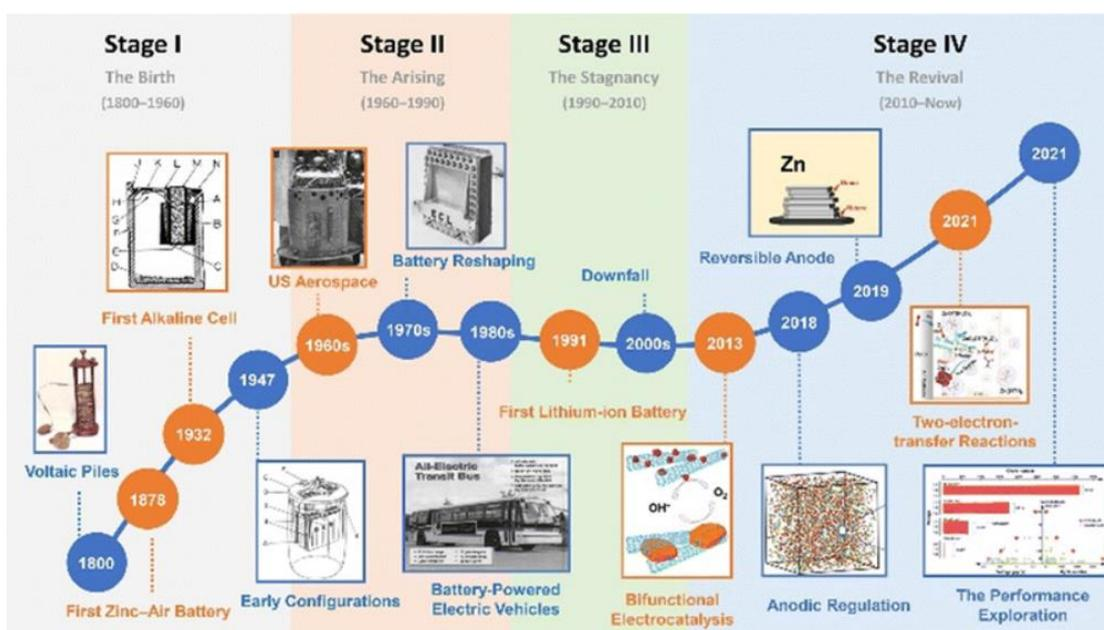 Stage I
The Birth
(1800–1960)
Stage II
The Arising
(1960–1990)
Stage III
The Stagnancy
(1990–2010)
Stage IV
The Revival
(2010–Now)
J K L M N
H
A
G
B
F
E
D
C
First Alkaline Cell
US Aerospace
ECL
Battery Reshaping
Downfall
Zn
Reversible Anode
2021
2021
2019
2018
2013
2000s
1991
1980s
1970s
1960s
1947
1932
1878
1800
Voltaic Piles
First Zinc–Air Battery
Early Configurations
All-Electric
Transit Bus
Battery-Powered
Electric Vehicles
First Lithium-ion Battery
OH⁻
O₂
Bifunctional
Electrocatalysis
Anodic Regulation
Two-electron-
transfer Reactions
The Performance
Exploration